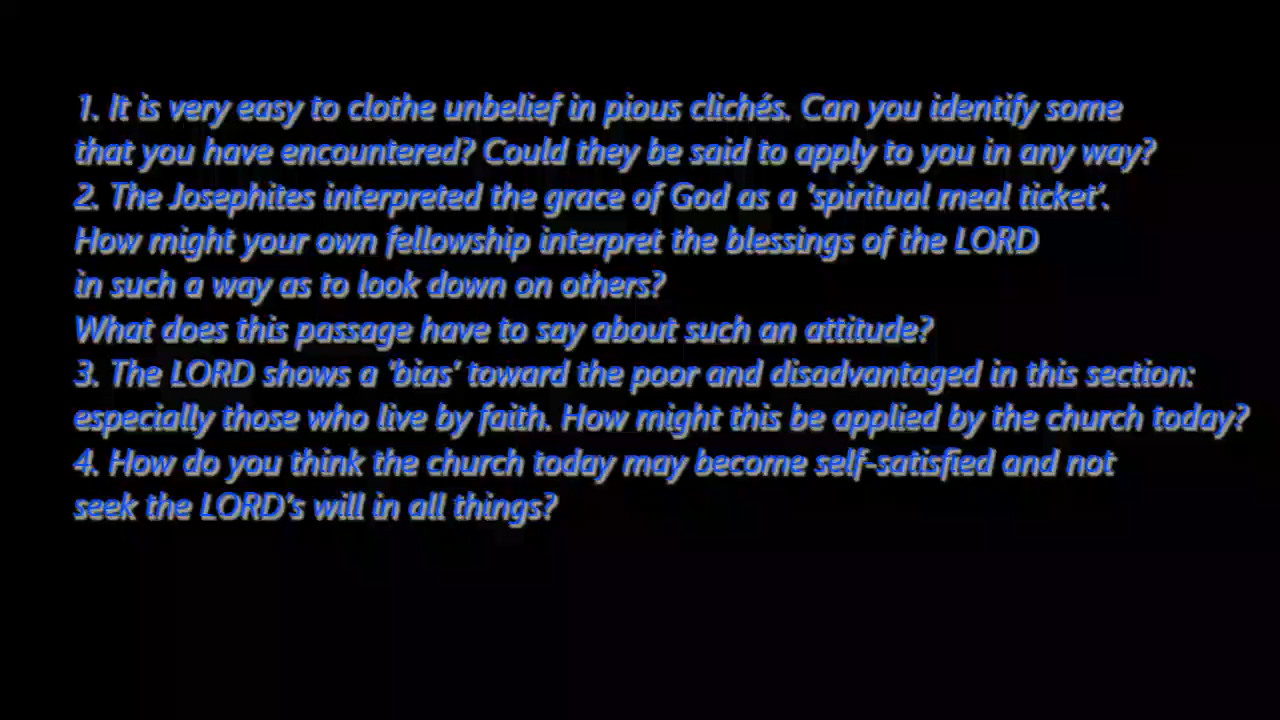 1. It is very easy to clothe unbelief in pious clichés. Can you identify some
that you have encountered? Could they be said to apply to you in any way?
2. The Josephites interpreted the grace of God as a ‘spiritual meal ticket’.
How might your own fellowship interpret the blessings of the LORD
in such a way as to look down on others?
What does this passage have to say about such an attitude?
3. The LORD shows a ‘bias’ toward the poor and disadvantaged in this section:
especially those who live by faith. How might this be applied by the church today?
4. How do you think the church today may become self-satisfied and not
seek the LORD’s will in all things?